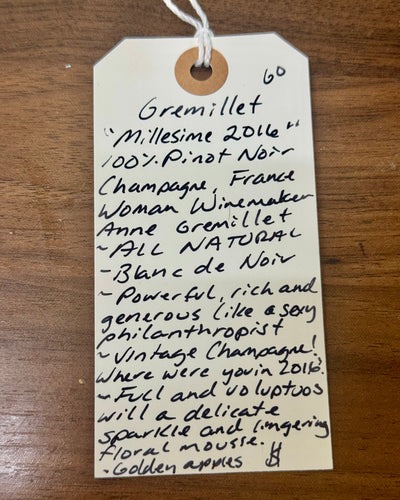 60
Gremillet
"Millesime 2016"
100% Pinot Noir
Champagne, France
Woman Winemaker
Anne Gremillet
~ALL NATURAL
-Blanc de Noir
~ Powerful, rich and
generous like a sexy
philanthropist
~ Vintage Champagne!
Where were you in 2016?
~ Full and voluptuos
will a delicate
sparkle and lingering
floral mousse.
-Golden apples